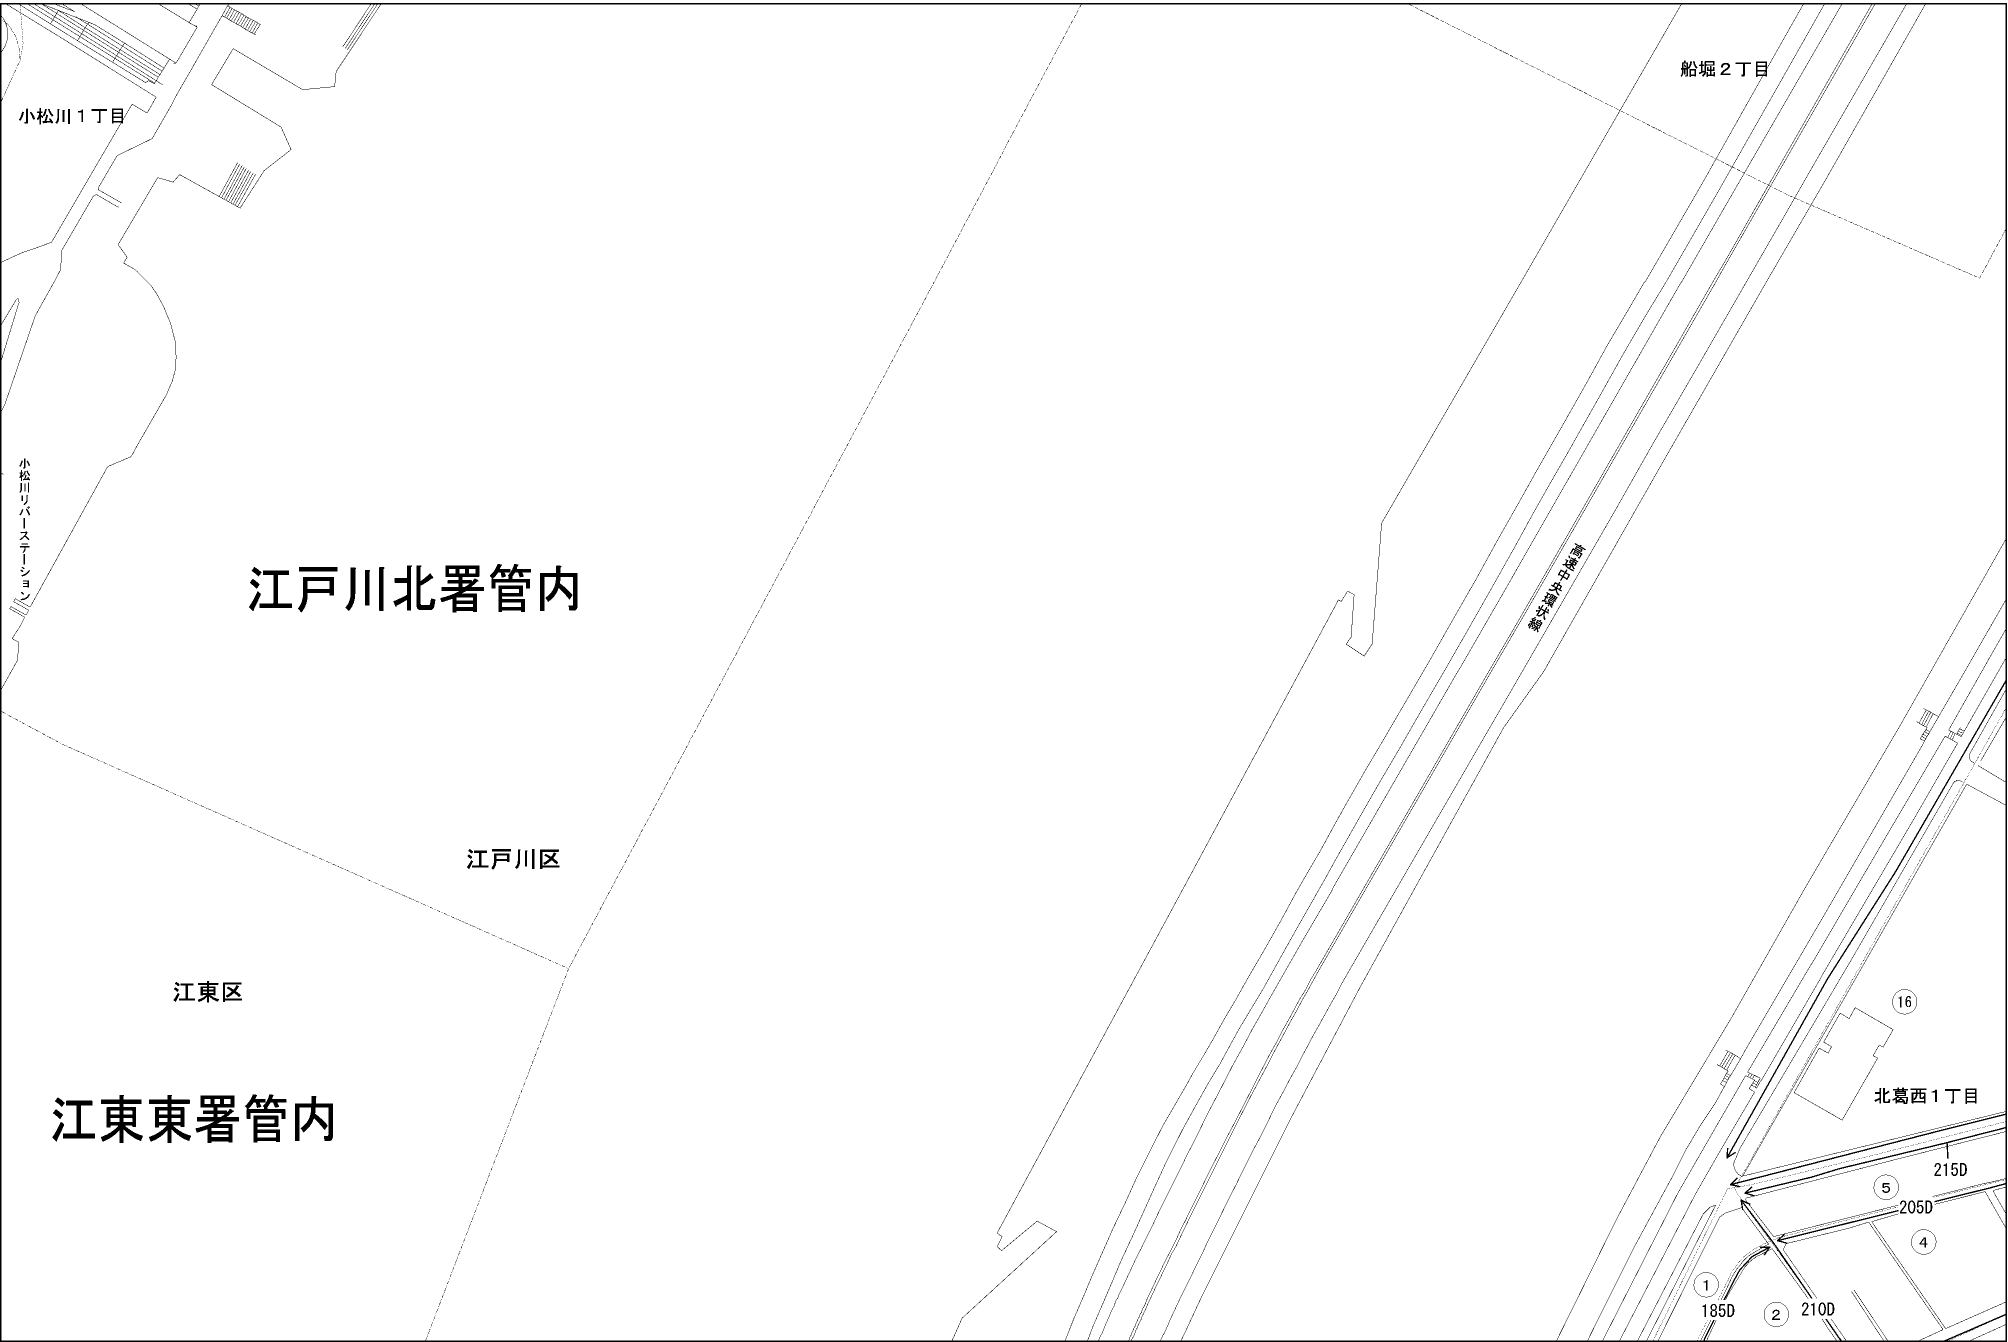 船堀２丁目
小松川１丁目
小松川リバーステーション
高速中央環状線
江戸川北署管内
江戸川区
江東区
16
北葛西１丁目
江東東署管内
215D
5
205D
4
1
185D
2
210D